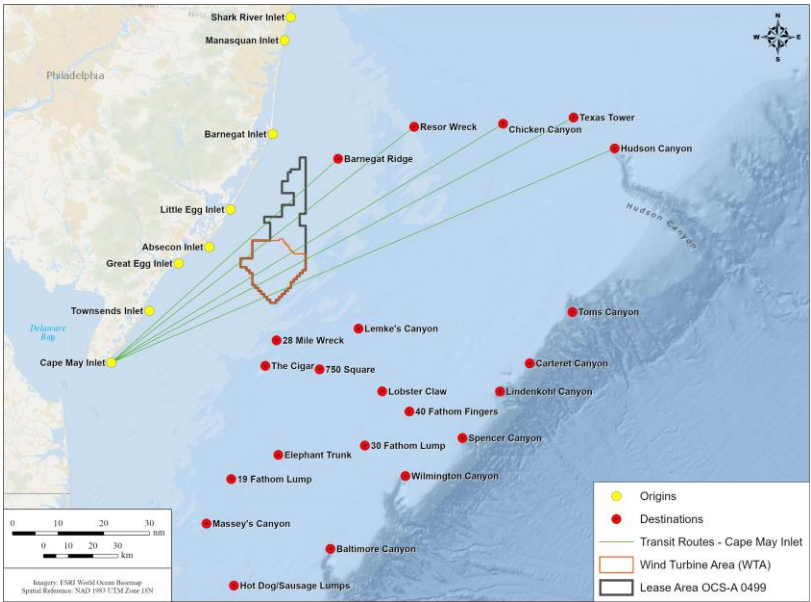 Shark River Inlet
N
Manasquan Inlet
W
E
S
Philadelphia
Texas Tower
Resor Wreck
Chicken Canyon
Barnegat Inlet
Hudson Canyon
Barnegat Ridge
Little Egg Inlet
Hudson Canyon
Absecon Inlet
Great Egg Inlet
Townsends Inlet
Toms Canyon
Delaware
Bay
Lemke's Canyon
28 Mile Wreck
Cape May Inlet
The Cigar
750 Square
Carteret Canyon
Lobster Claw
Lindenkohl Canyon
40 Fathom Fingers
Spencer Canyon
30 Fathom Lump
Elephant Trunk
19 Fathom Lump
Wilmington Canyon
Massey's Canyon
Baltimore Canyon
Hot Dog/Sausage Lumps
0 10 20 30
nm
0 10 20 30
km
Imagery: ESRI World Ocean Basemap
Spatial Reference: NAD 1983 UTM Zone 18N
Origins
Destinations
Transit Routes - Cape May Inlet
Wind Turbine Area (WTA)
Lease Area OCS-A 0499